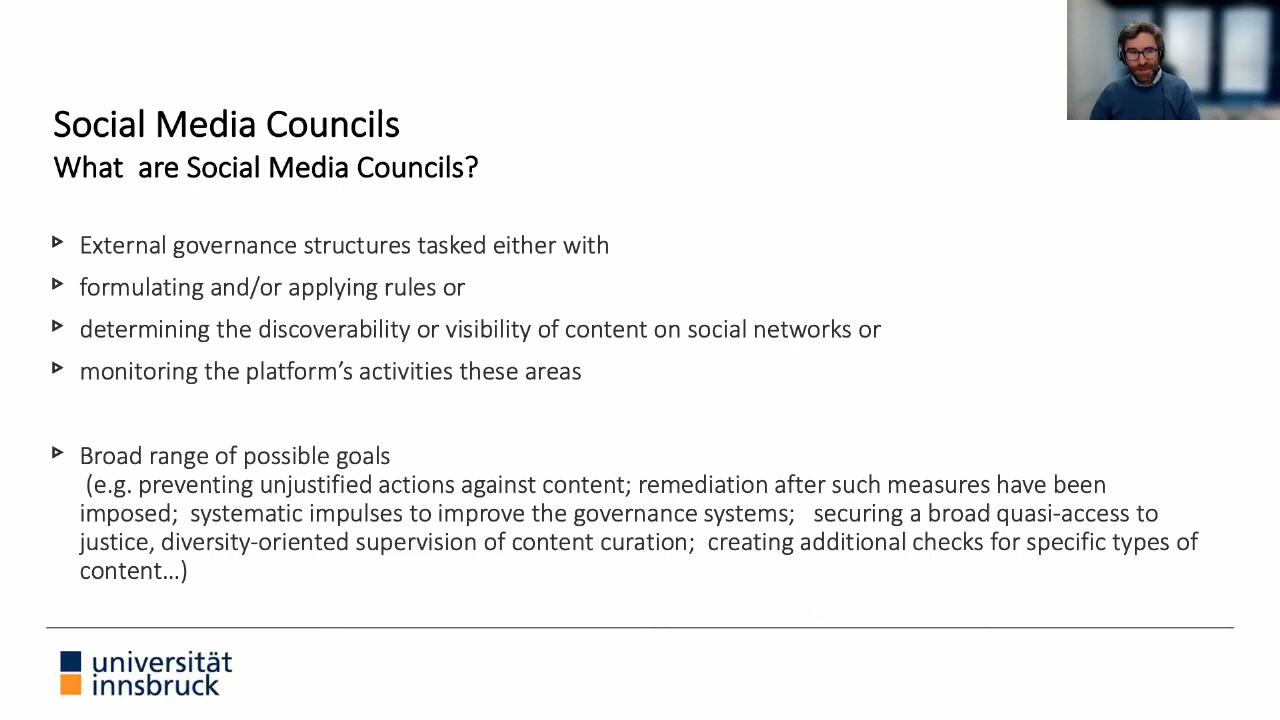 Social Media Councils
What  are Social Media Councils?
External governance structures tasked either with
formulating and/or applying rules or
determining the discoverability or visibility of content on social networks or
monitoring the platform’s activities these areas
Broad range of possible goals
(e.g. preventing unjustified actions against content; remediation after such measures have been
imposed;  systematic impulses to improve the governance systems;   securing a broad quasi-access to
justice, diversity-oriented supervision of content curation;  creating additional checks for specific types of
content…)
universität
innsbruck